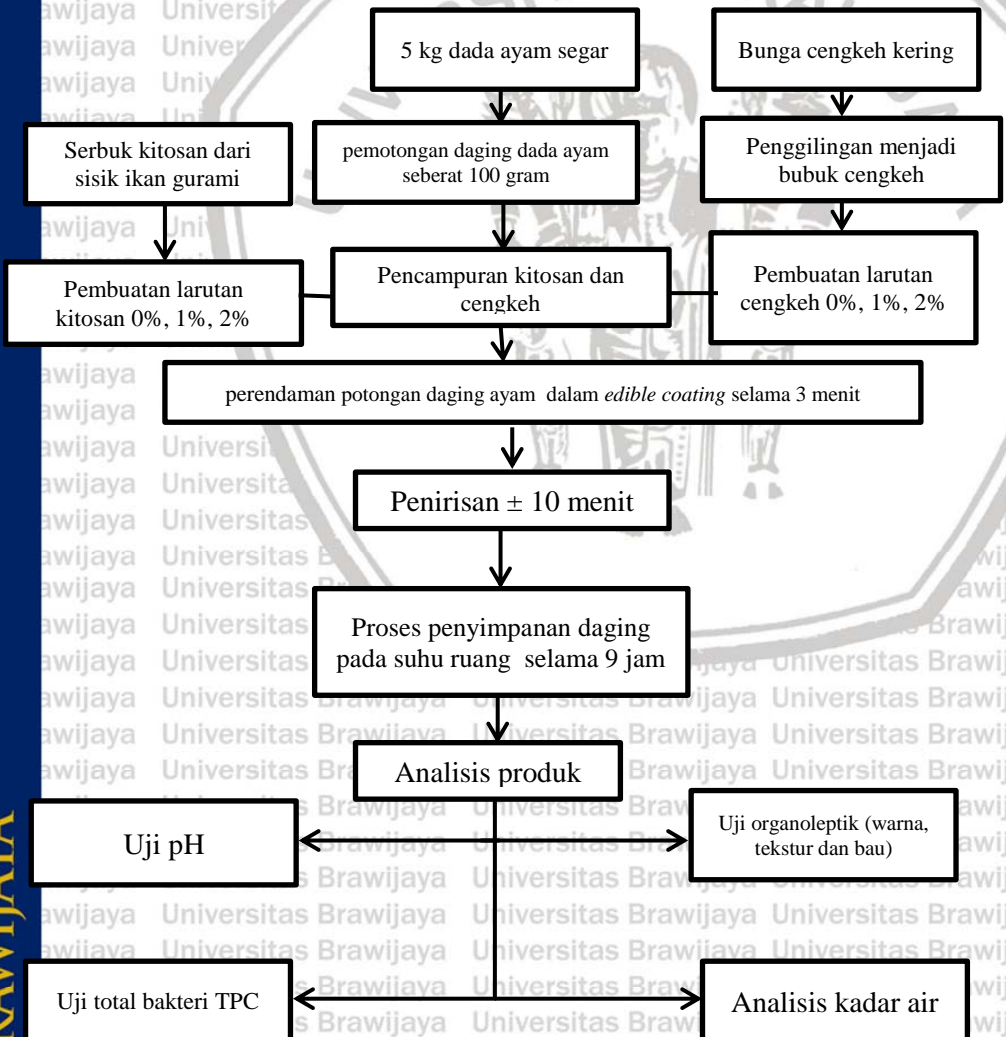 5 kg dada ayam segar
Bunga cengkeh kering
Serbuk kitosan dari
sisik ikan gurami
pemotongan daging dada ayam
seberat 100 gram
Penggilingan menjadi
bubuk cengkeh
Pembuatan larutan
kitosan 0%, 1%, 2%
Pencampuran kitosan dan
cengkeh
Pembuatan larutan
cengkeh 0%, 1%, 2%
perendaman potongan daging ayam dalam edible coating selama 3 menit
Penirisan ± 10 menit
Proses penyimpanan daging
pada suhu ruang selama 9 jam
Analisis produk
Uji pH
Uji organoleptik (warna,
tekstur dan bau)
Uji total bakteri TPC
Analisis kadar air